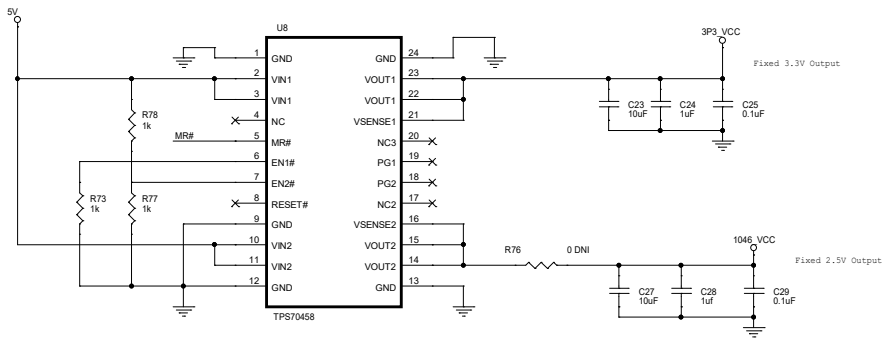 5V
U8
3P3_VCC
Fixed 3.3V Output
1 GND GND 24
2 VIN1 VOUT1 23
3 VIN1 VOUT1 22
4 NC VSENSE1 21
5 MR# NC3 20
6 EN1# PG1 19
7 EN2# PG2 18
8 RESET# NC2 17
9 GND VSENSE2 16
10 VIN2 VOUT2 15
11 VIN2 VOUT2 14
12 GND GND 13
TPS70458
R78
1k
MR#
R73
1k
R77
1k
C23
10uF
C24
1uF
C25
0.1uF
R76 0 DNI
1046_VCC
Fixed 2.5V Output
C27
10uF
C28
1uf
C29
0.1uF